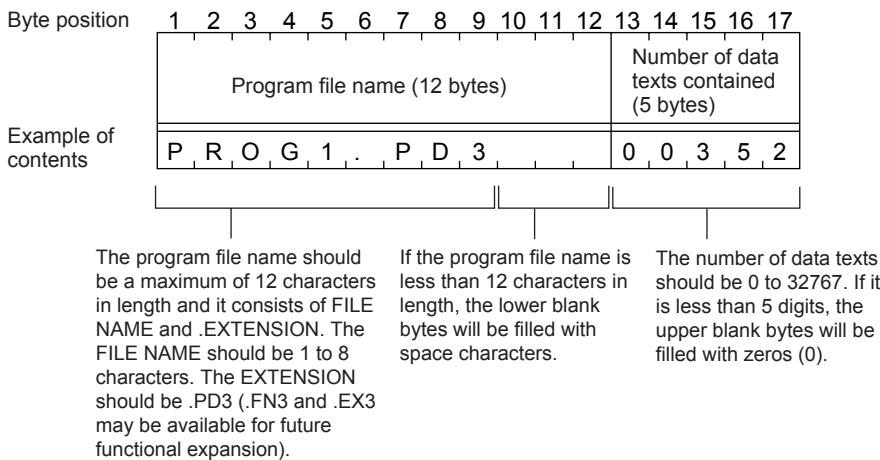 Byte position 1 2 3 4 5 6 7 8 9 10 11 12 13 14 15 16 17
Program file name (12 bytes)
Number of data
texts contained
(5 bytes)
Example of
contents
P R O G 1 . P D 3 0 0 3 5 2
The program file name should
be a maximum of 12 characters
in length and it consists of FILE
NAME and .EXTENSION. The
FILE NAME should be 1 to 8
characters. The EXTENSION
should be .PD3 (.FN3 and .EX3
may be available for future
functional expansion).
If the program file name is
less than 12 characters in
length, the lower blank
bytes will be filled with
space characters.
The number of data texts
should be 0 to 32767. If it
is less than 5 digits, the
upper blank bytes will be
filled with zeros (0).